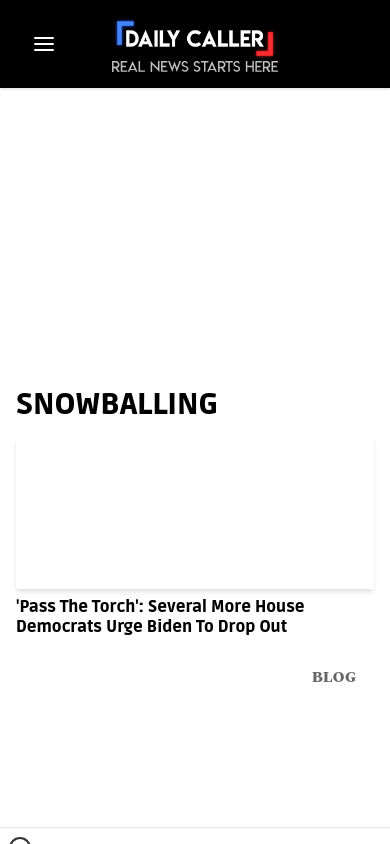 DAILY CALLER
REAL NEWS STARTS HERE
SNOWBALLING
'Pass The Torch': Several More House
Democrats Urge Biden To Drop Out
BLOG